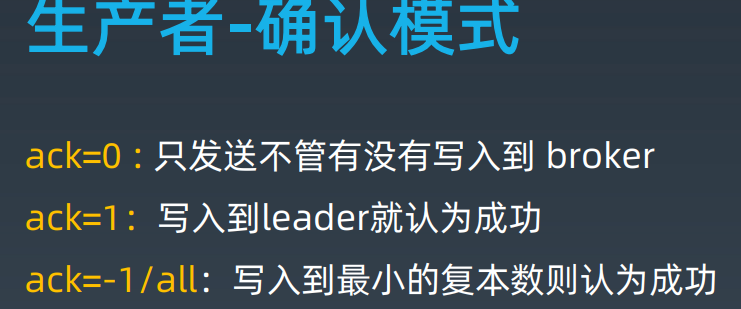 生产者-确认模式
ack=0 : 只发送不管有没有写入到 broker
ack=1： 写入到leader就认为成功
ack=-1/all：写入到最小的复本数则认为成功